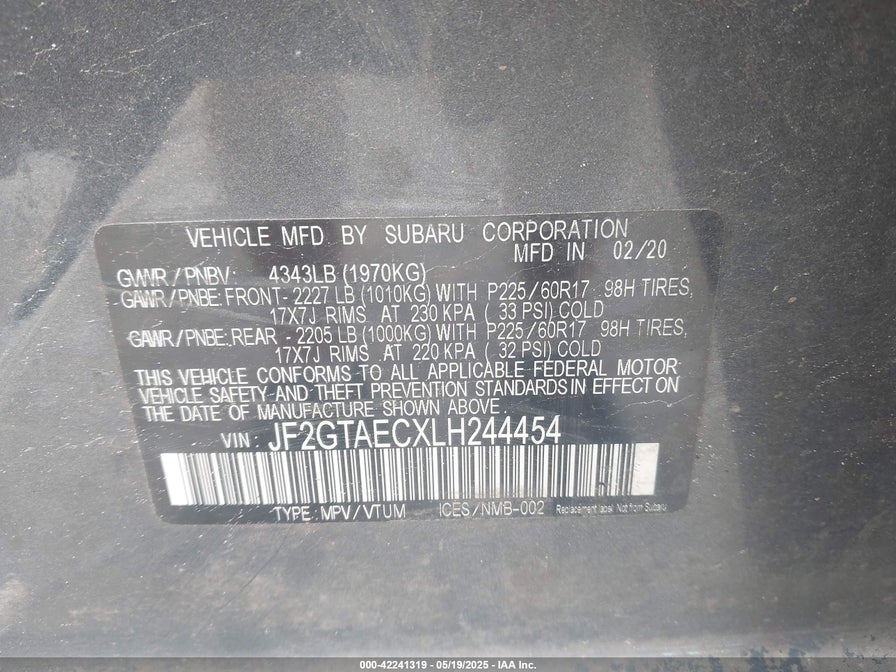 VEHICLE MFD BY SUBARU CORPORATION
MFD IN 02/20
GVWR/PNBV: 4343LB (1970KG)
GAWR/PNBE: FRONT- 2227 LB (1010KG) WITH P225/60R17 98H TIRES,
17X7J RIMS AT 230 KPA ( 33 PSI) COLD
GAWR/PNBE: REAR - 2205 LB (1000KG) WITH P225/60R17 98H TIRES,
17X7J RIMS AT 220 KPA ( 32 PSI) COLD
THIS VEHICLE CONFORMS TO ALL APPLICABLE FEDERAL MOTOR
VEHICLE SAFETY AND THEFT PREVENTION STANDARDS IN EFFECT ON
THE DATE OF MANUFACTURE SHOWN ABOVE.
VIN: JF2GTAECXLH244454
TYPE: MPV/VTUM ICES/NMB-002 Replacement label. Not from Subaru
000-42241319 - 05/19/2025 - IAA Inc.